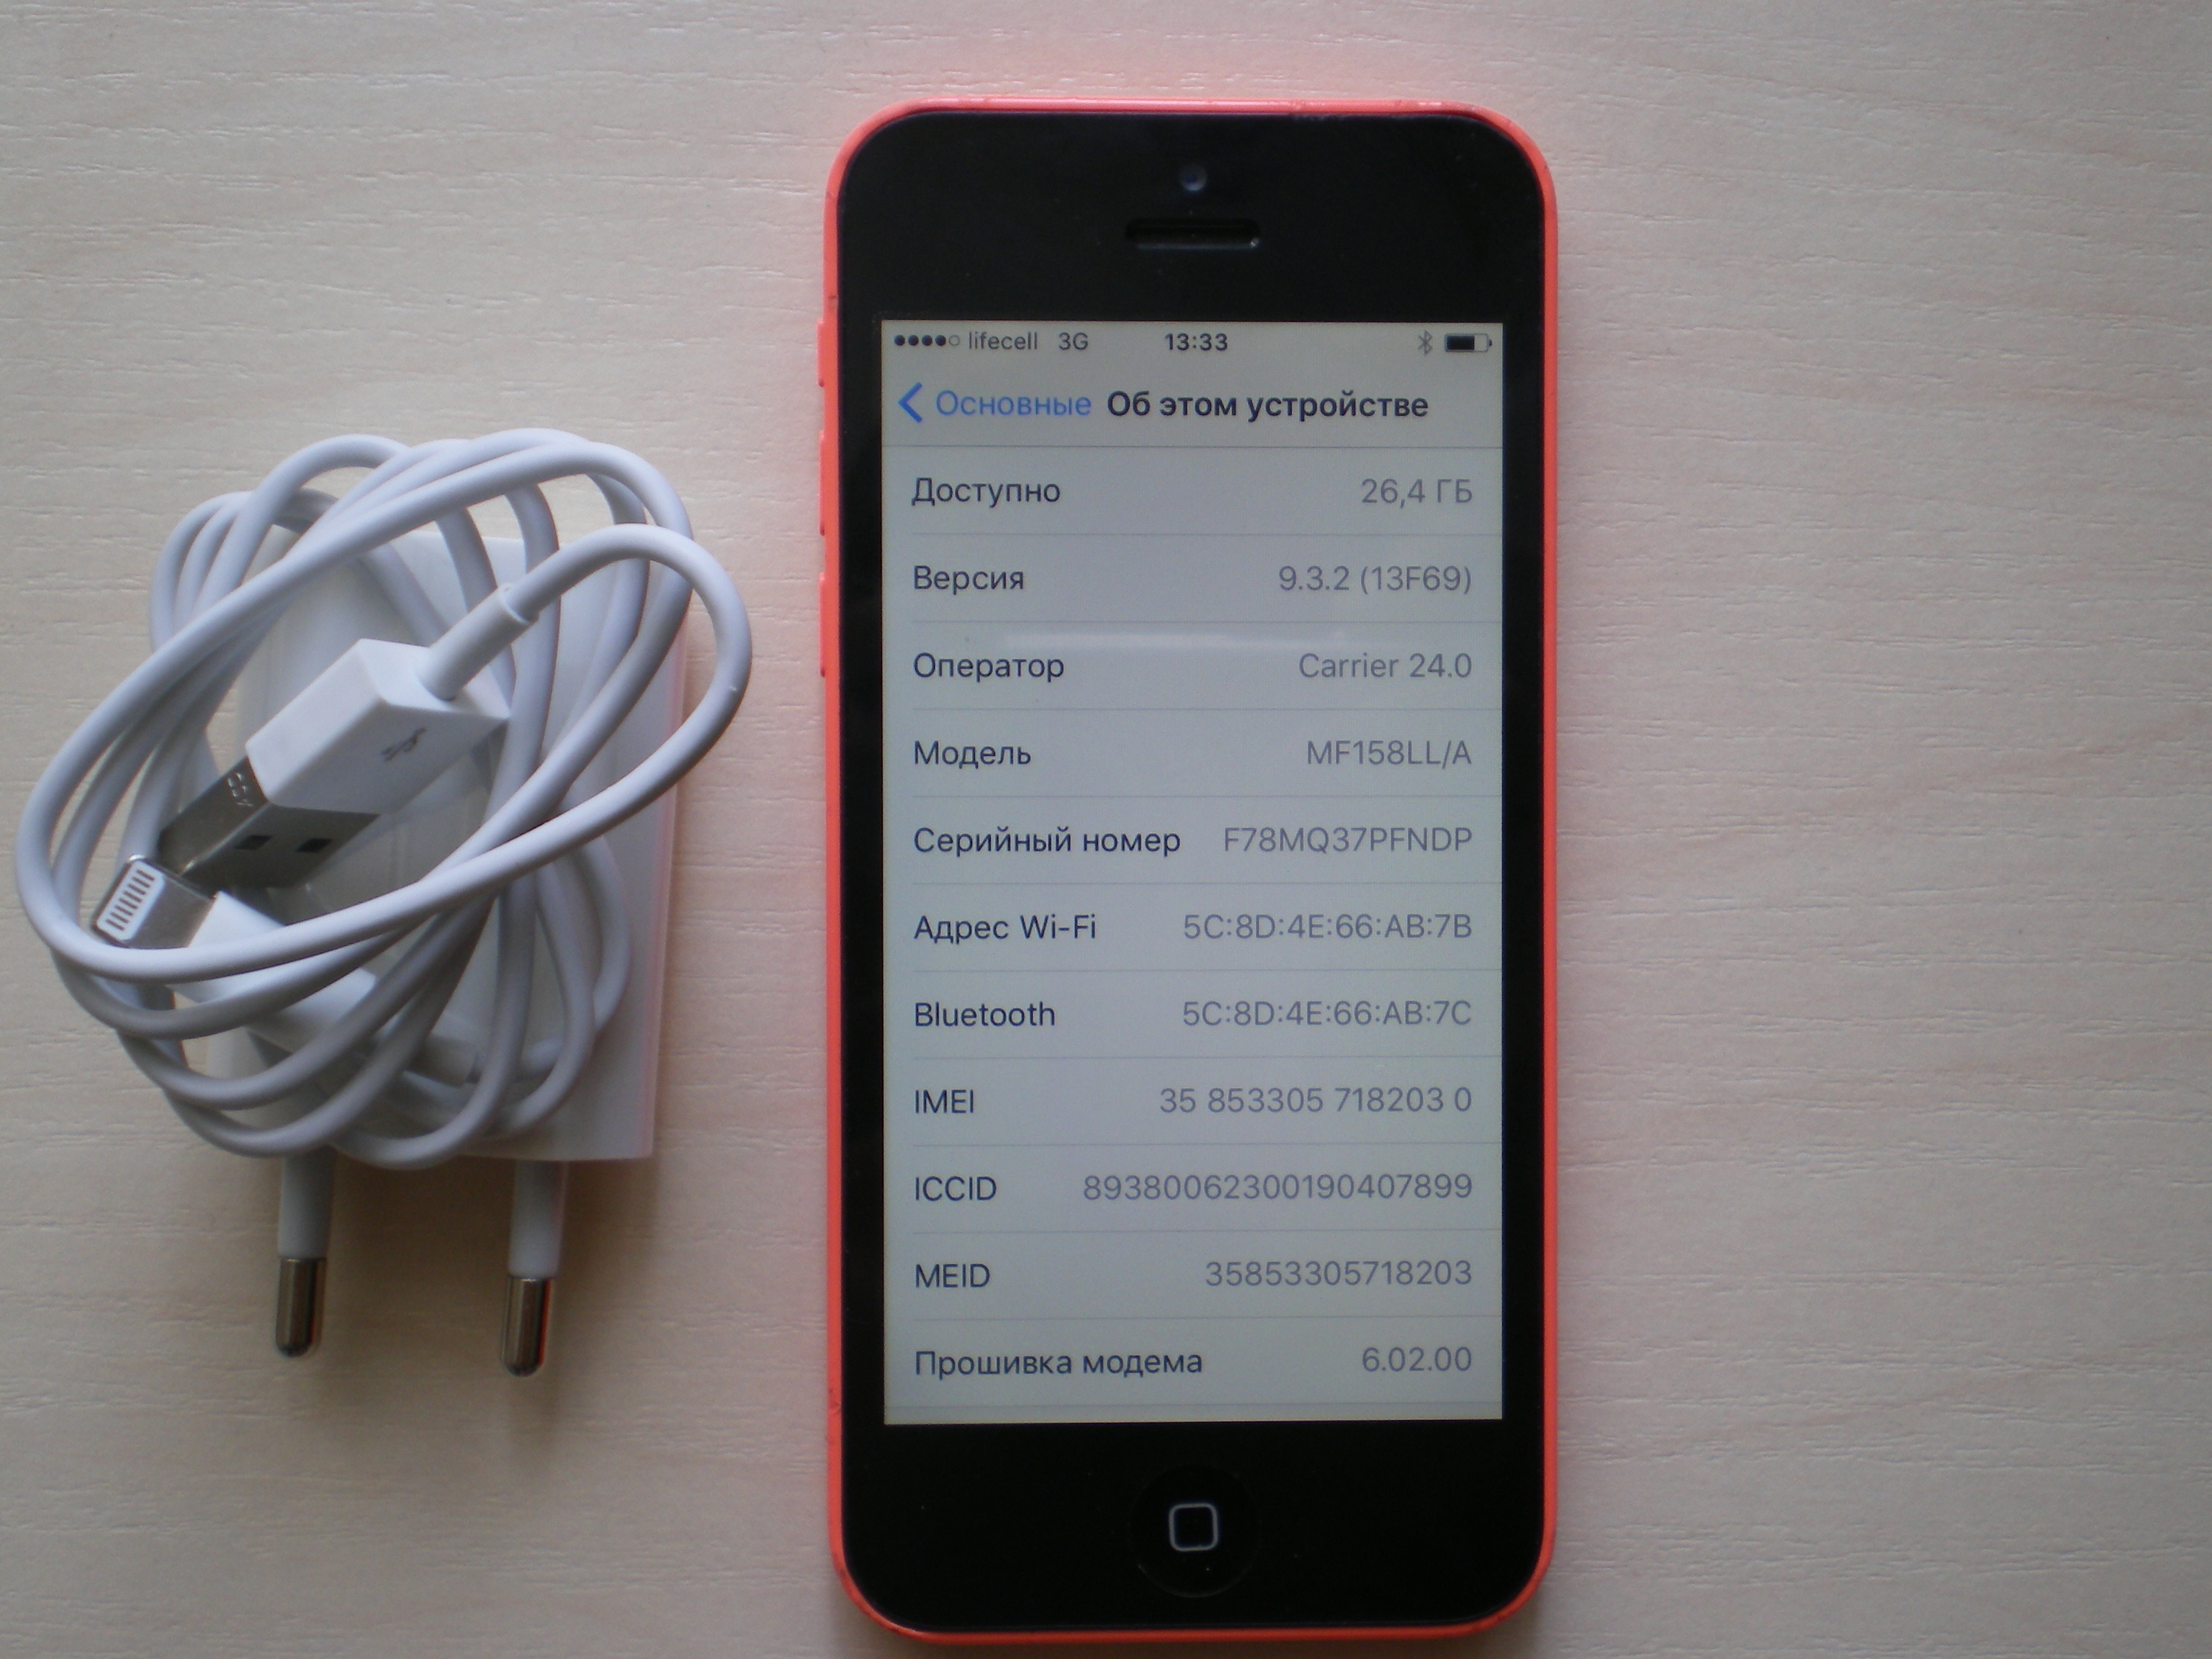 lifecell 3G 13:33
Основные Об этом устройстве
Доступно 26,4 ГБ
Версия 9.3.2 (13F69)
Оператор Carrier 24.0
Модель MF158LL/A
Серийный номер F78MQ37PFNDP
Адрес Wi-Fi 5C:8D:4E:66:AB:7B
Bluetooth 5C:8D:4E:66:AB:7C
IMEI 35 853305 718203 0
ICCID 89380062300190407899
MEID 35853305718203
Прошивка модема 6.02.00